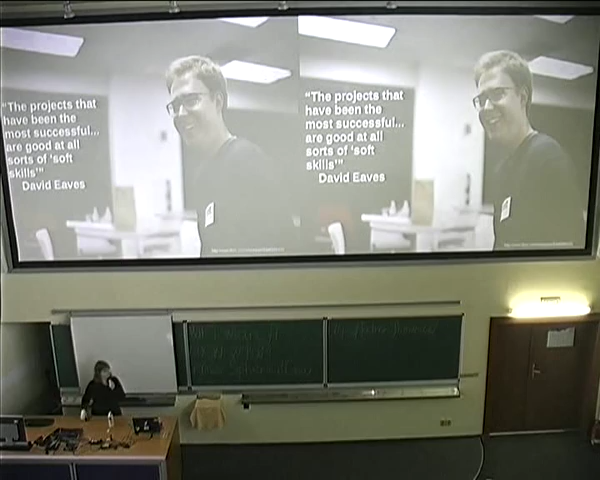 “The projects that
have been the
most successful...
are good at all
sorts of ‘soft
skills’”
David Eaves
“The projects that
have been the
most successful...
are good at all
sorts of ‘soft
skills’”
David Eaves